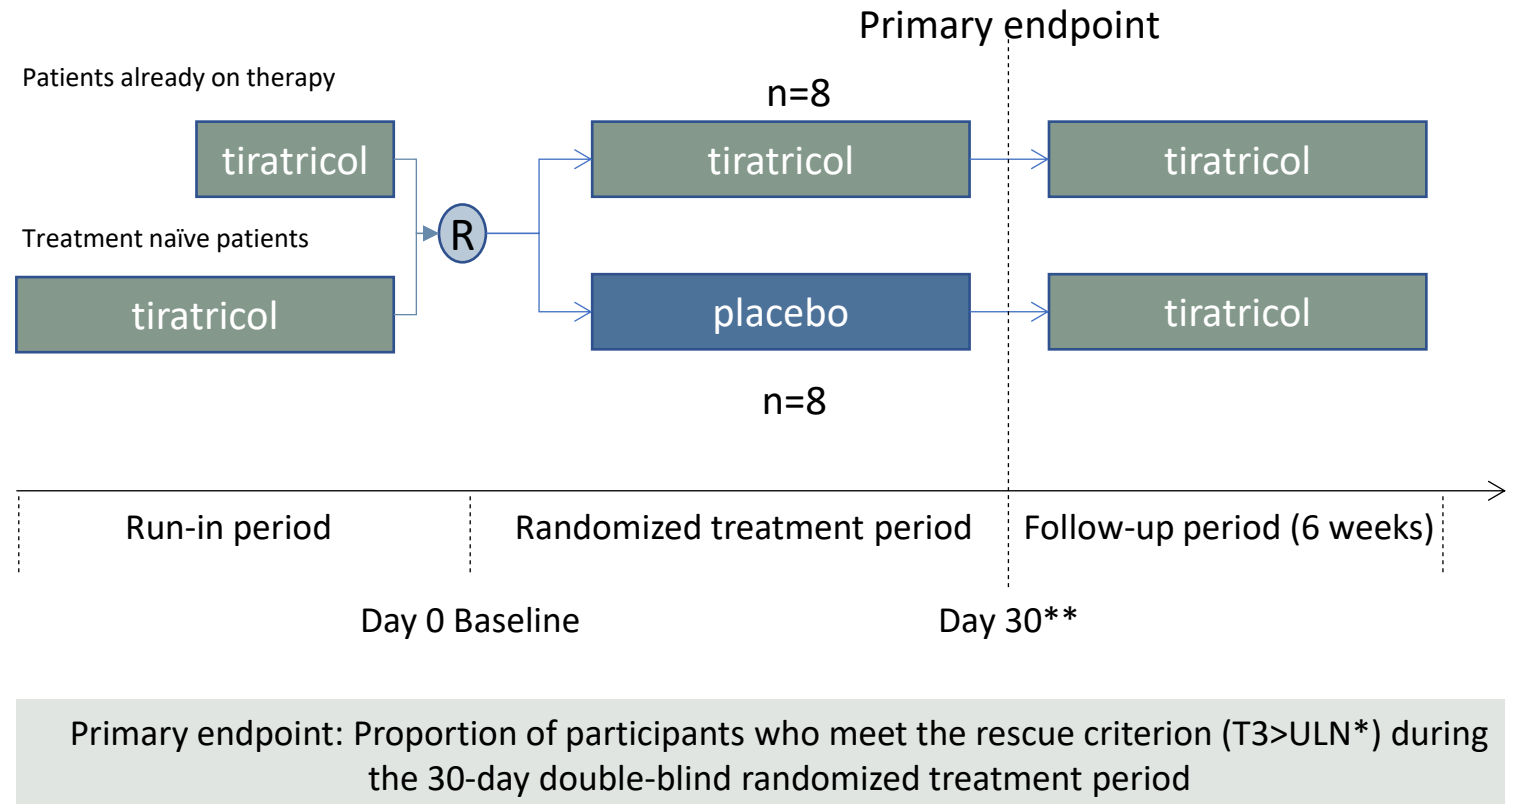 Primary endpoint
Patients already on therapy
n=8
tiratricol
tiratricol
tiratricol
R
Treatment naïve patients
tiratricol
placebo
tiratricol
n=8
Run-in period
Randomized treatment period
Follow-up period (6 weeks)
Day 0 Baseline
Day 30**
Primary endpoint: Proportion of participants who meet the rescue criterion (T3>ULN*) during
the 30-day double-blind randomized treatment period